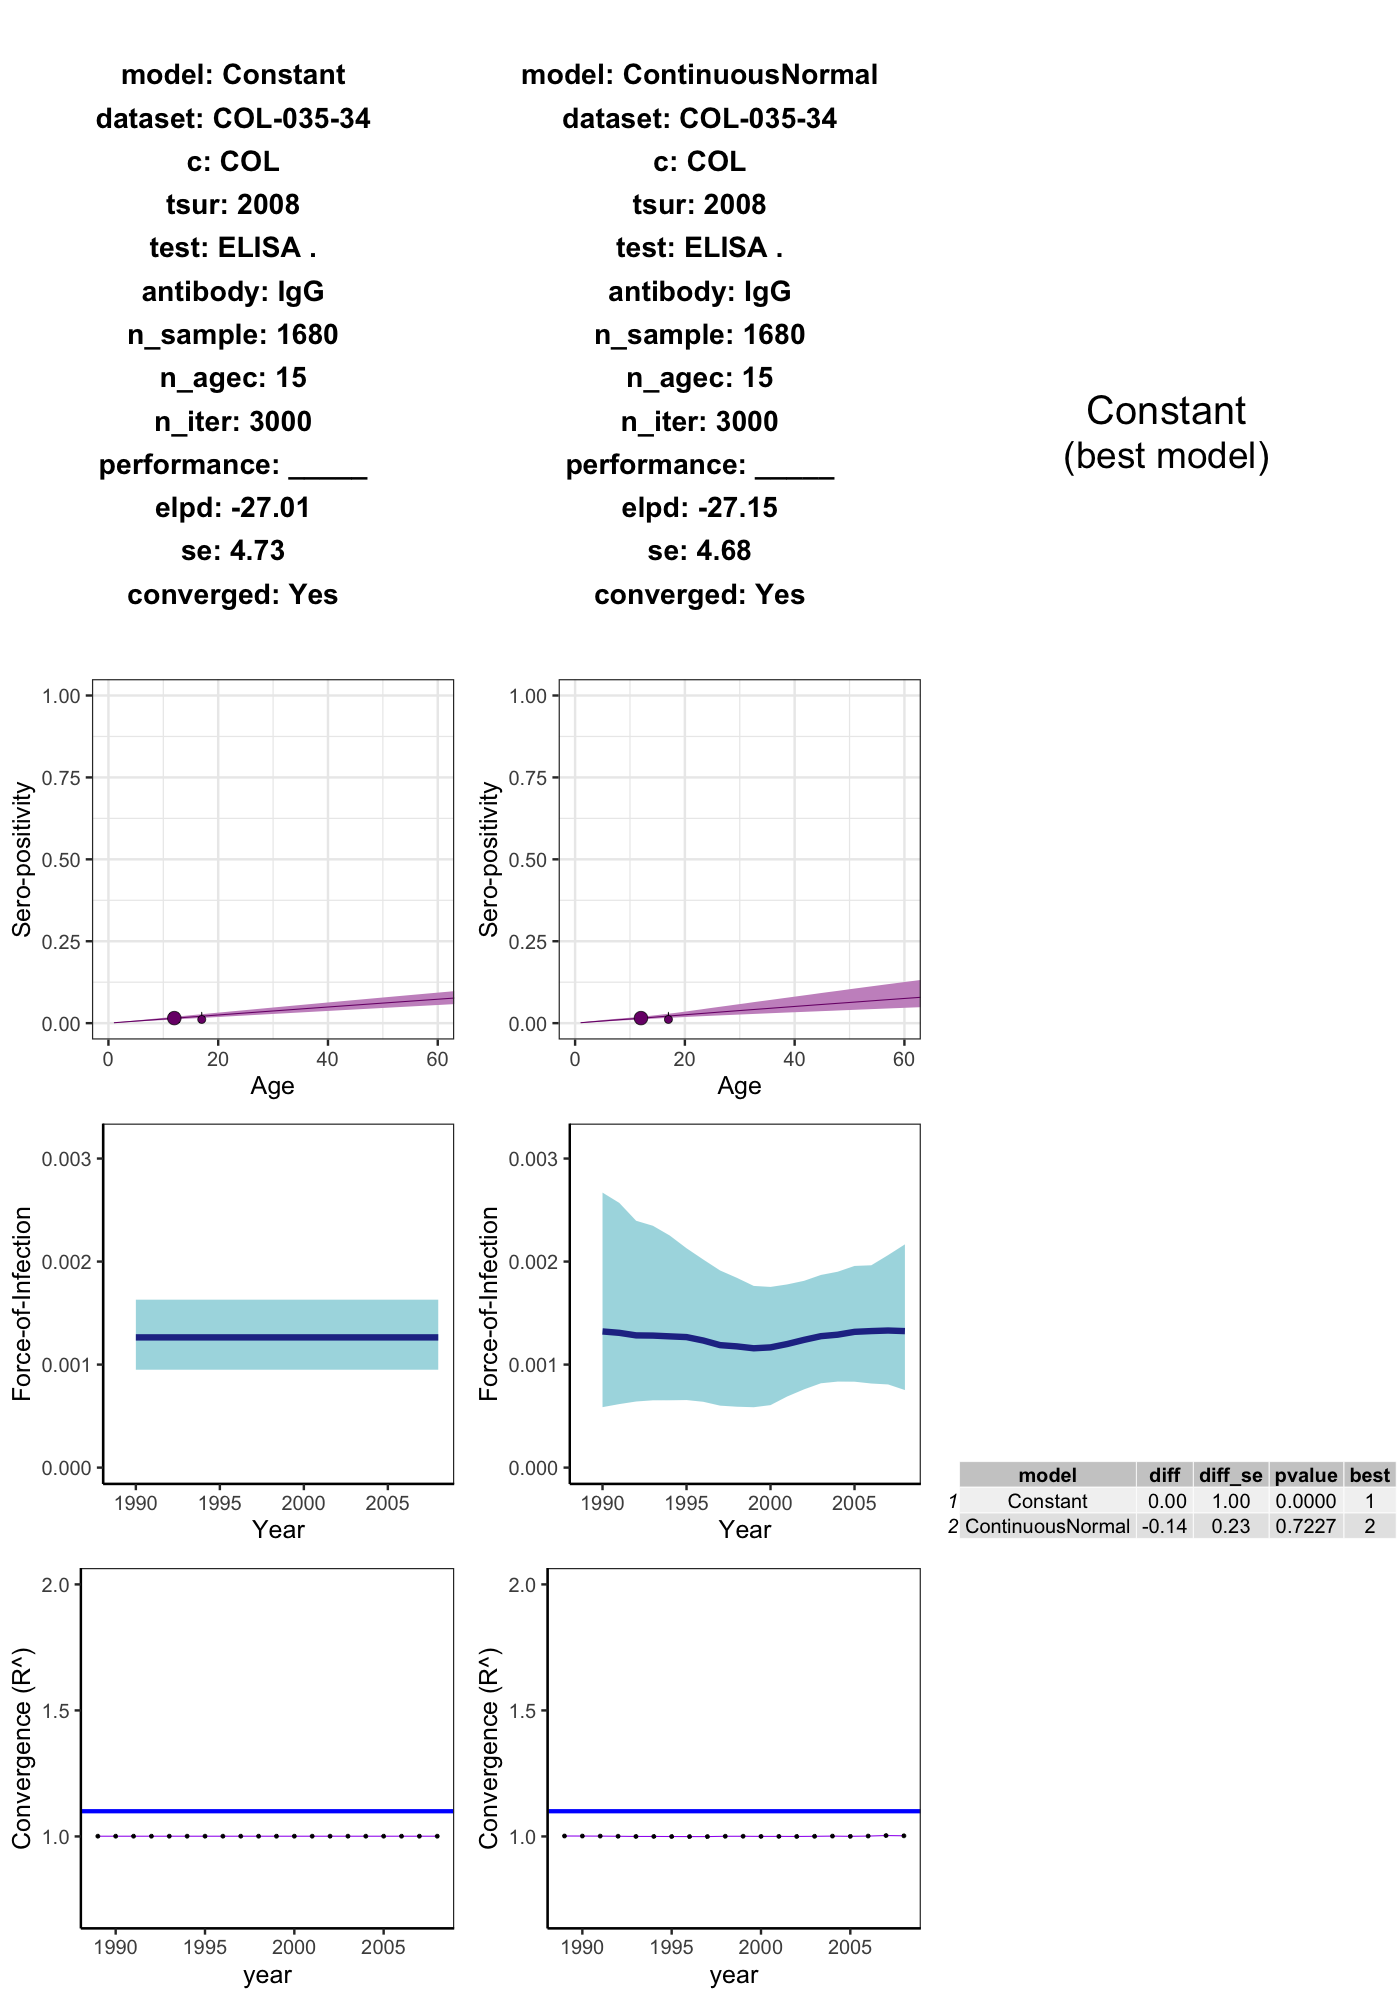 model: Constant
dataset: COL-035-34
c: COL
tsur: 2008
test: ELISA .
antibody: IgG
n_sample: 1680
n_agec: 15
n_iter: 3000
performance: _____
elpd: -27.01
se: 4.73
converged: Yes
model: ContinuousNormal
dataset: COL-035-34
c: COL
tsur: 2008
test: ELISA .
antibody: IgG
n_sample: 1680
n_agec: 15
n_iter: 3000
performance: _____
elpd: -27.15
se: 4.68
converged: Yes
Constant
(best model)
Sero-positivity
1.00
0.75
0.50
0.25
0.00
0 20 40 60
Age
Sero-positivity
1.00
0.75
0.50
0.25
0.00
0 20 40 60
Age
Force-of-Infection
0.003
0.002
0.001
0.000
1990 1995 2000 2005
Year
Force-of-Infection
0.003
0.002
0.001
0.000
1990 1995 2000 2005
Year
model diff diff_se pvalue best
1 Constant 0.00 1.00 0.0000 1
2 ContinuousNormal -0.14 0.23 0.7227 2
Convergence (R^)
2.0
1.5
1.0
1990 1995 2000 2005
year
Convergence (R^)
2.0
1.5
1.0
1990 1995 2000 2005
year